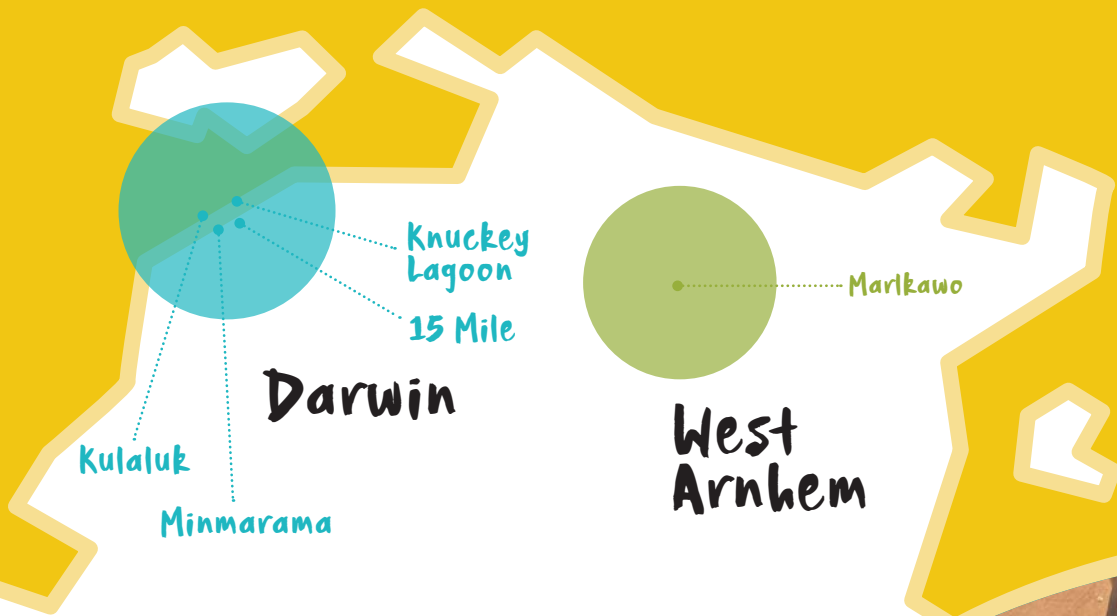 Knuckey
Lagoon
15 Mile
Darwin
Kulaluk
Minmarama
Marlkawo
West
Arnhem